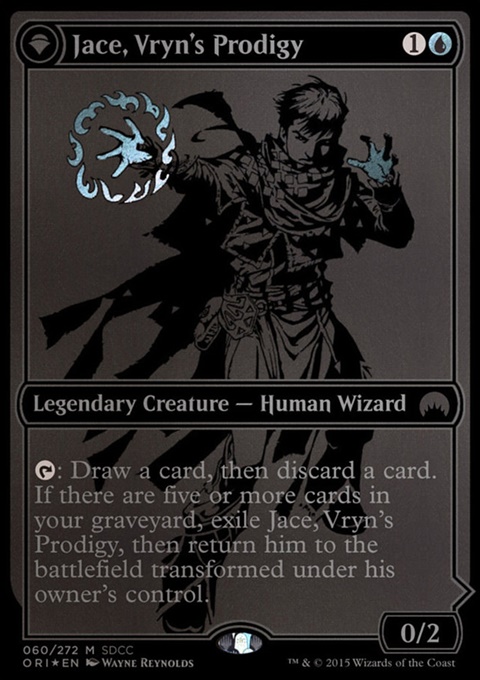 Jace, Vryn's Prodigy 1
Legendary Creature — Human Wizard
: Draw a card, then discard a card.
If there are five or more cards in
your graveyard, exile Jace, Vryn's
Prodigy, then return him to the
battlefield transformed under his
owner's control.
0/2
060/272 M SDCC
ORI★EN Wayne Reynolds ™ & © 2015 Wizards of the Coast